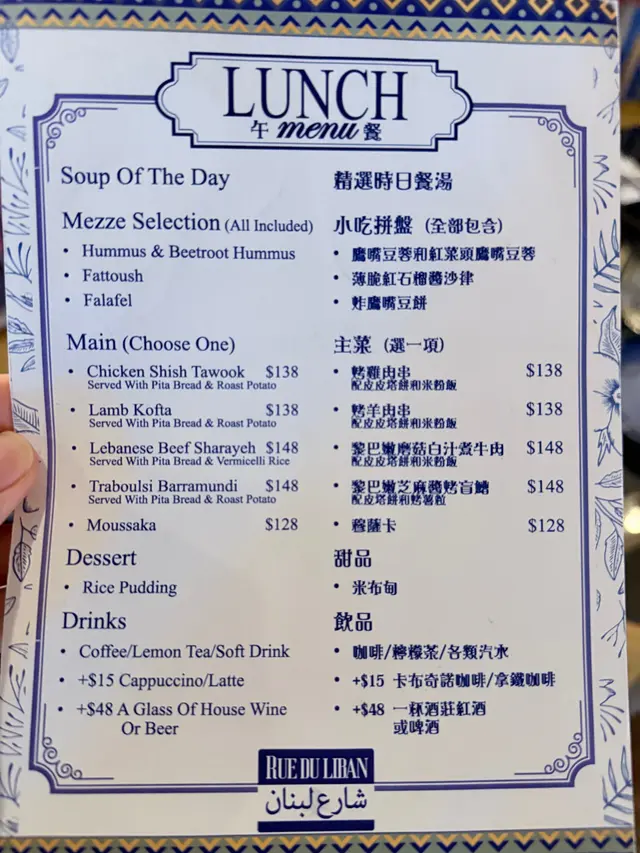 LUNCH
午 menu 餐
Soup Of The Day
精選時日餐湯
Mezze Selection (All Included)
小吃拼盤 (全部包含)
• Hummus & Beetroot Hummus
• 鷹嘴豆蓉和紅菜頭鷹嘴豆蓉
• Fattoush
• 薄脆紅石榴醬沙律
• Falafel
• 炸鷹嘴豆餅
Main (Choose One)
主菜 (選一項)
• Chicken Shish Tawook $138
Served With Pita Bread & Roast Potato
• 烤雞肉串 $138
配皮皮塔餅和米粉飯
• Lamb Kofta $138
Served With Pita Bread & Roast Potato
• 烤羊肉串 $138
配皮皮塔餅和米粉飯
• Lebanese Beef Sharayeh $148
Served With Pita Bread & Vermicelli Rice
• 黎巴嫩磨菇白汁煮牛肉 $148
配皮皮塔餅和米粉飯
• Traboulsi Barramundi $148
Served With Pita Bread & Roast Potato
• 黎巴嫩芝麻醬烤盲鰽 $148
配皮皮塔餅和烤薯粒
• Moussaka $128
• 穆薩卡 $128
Dessert
甜品
• Rice Pudding
• 米布甸
Drinks
飲品
• Coffee/Lemon Tea/Soft Drink
• 咖啡/檸檬茶/各類汽水
• +$15 Cappuccino/Latte
• +$15 卡布奇諾咖啡/拿鐵咖啡
• +$48 A Glass Of House Wine
Or Beer
• +$48 一杯酒莊紅酒
或啤酒
RUE DU LIBAN
شارع لبنان